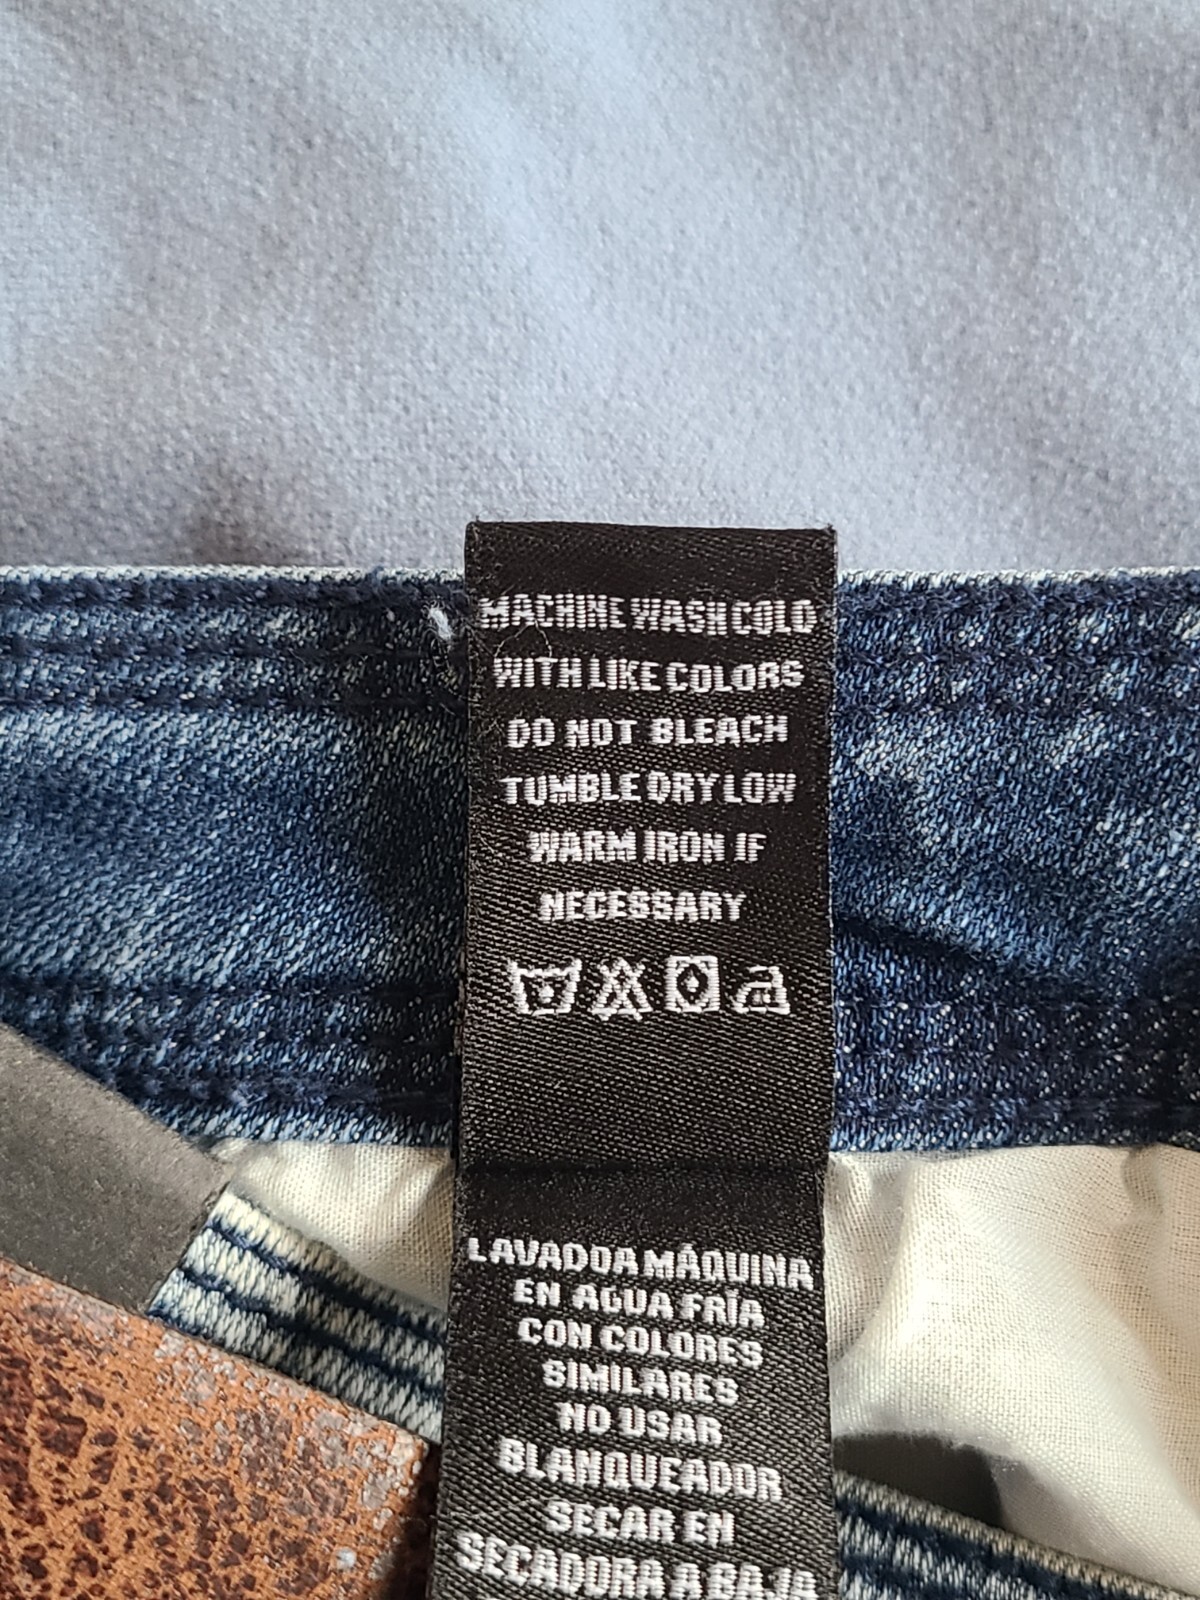 MACHINE WASH COLD
WITH LIKE COLORS
DO NOT BLEACH
TUMBLE DRY LOW
WARM IRON IF
NECESSARY
LAVADO A MÁQUINA
EN AGUA FRÍA
CON COLORES
SIMILARES
NO USAR
BLANQUEADOR
SECAR EN
SECADORA A BAJA